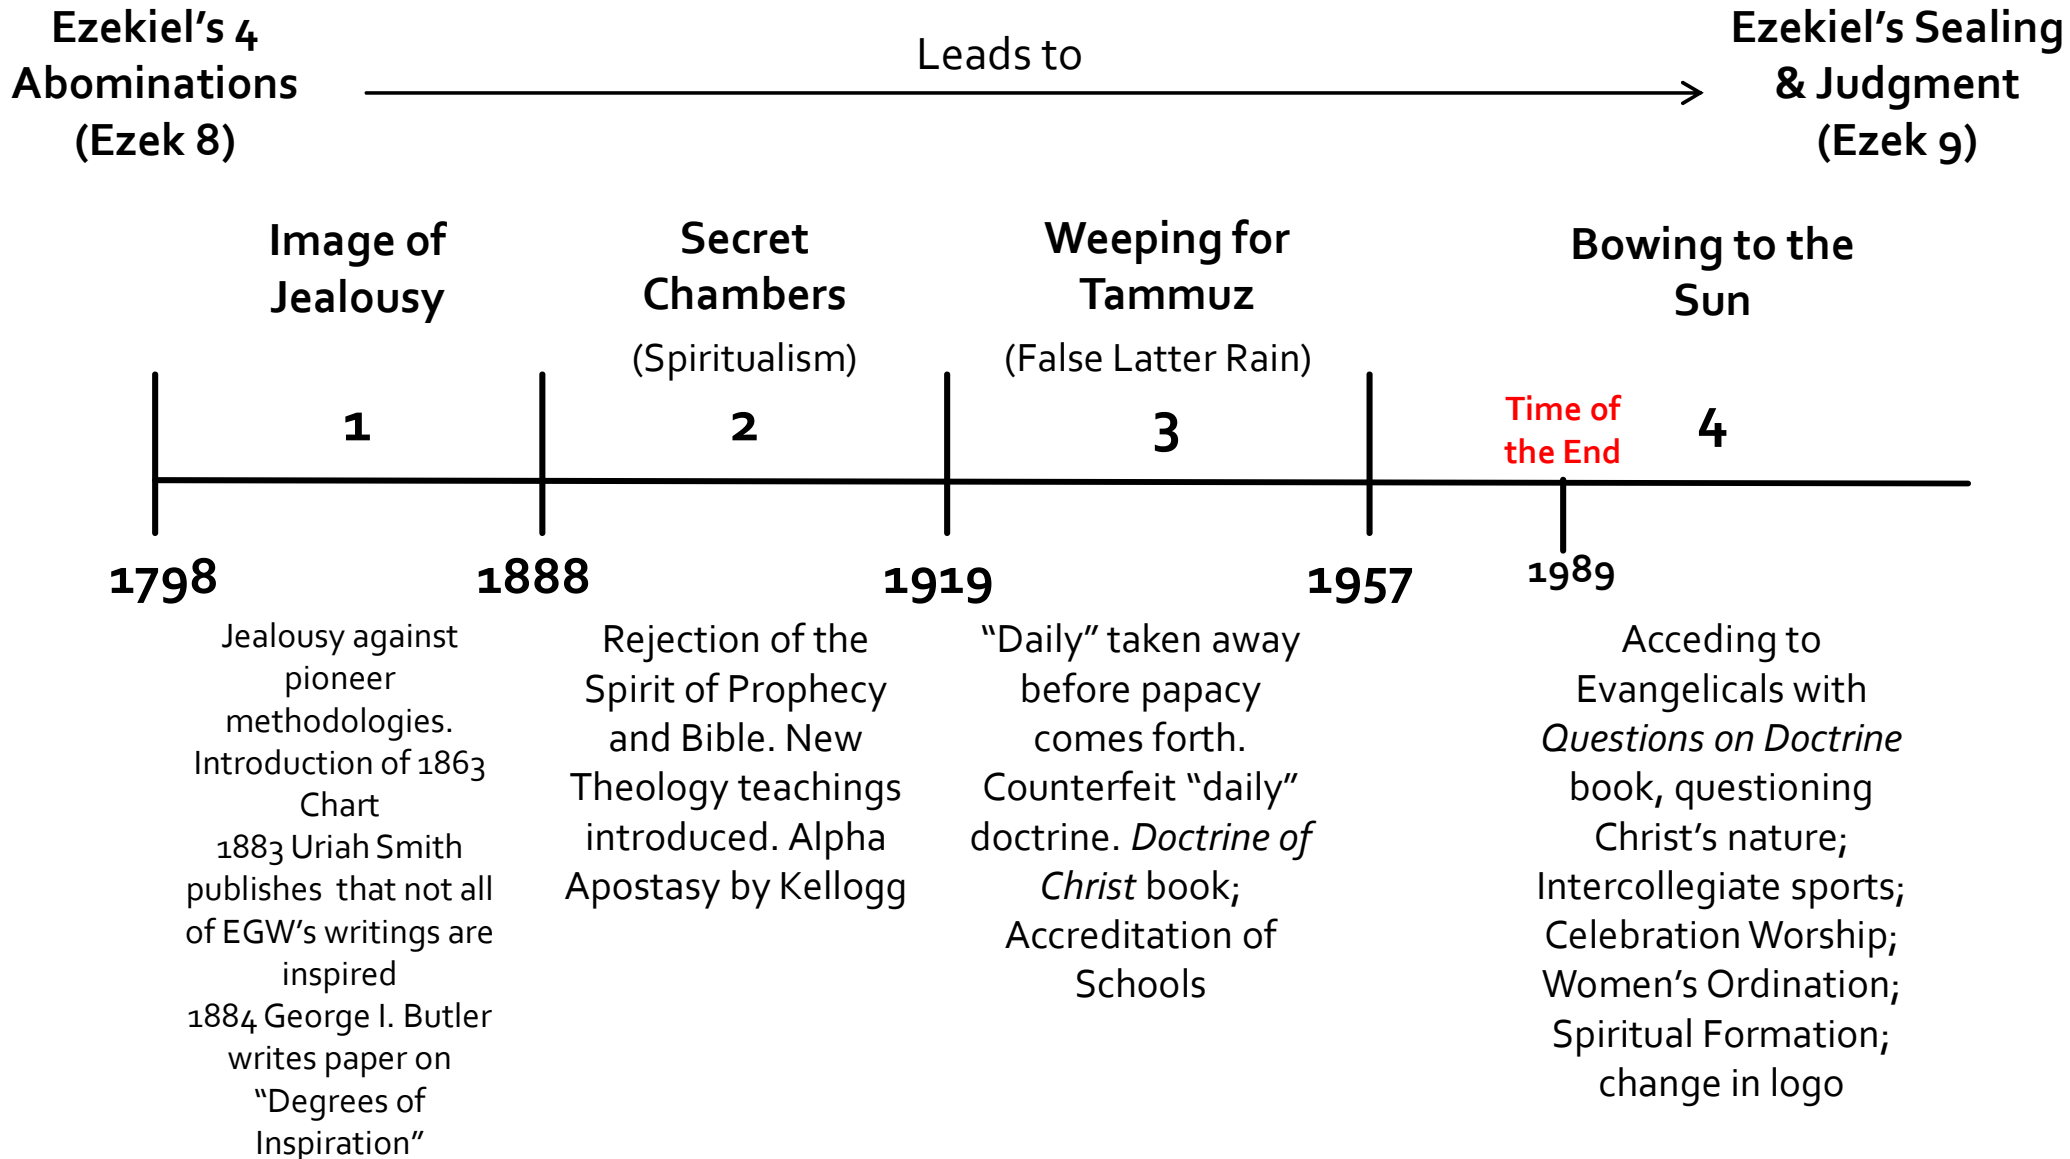 Ezekiel's 4
Abominations
(Ezek 8)
Leads to
Ezekiel's Sealing
& Judgment
(Ezek 9)
Image of
Jealousy
Secret
Chambers
(Spiritualism)
Weeping for
Tammuz
(False Latter Rain)
Bowing to the
Sun
1
2
3
Time of
the End
4
1798
1888
1919
1957
1989
Jealousy against
pioneer
methodologies.
Introduction of 1863
Chart
1883 Uriah Smith
publishes that not all
of EGW's writings are
inspired
1884 George I. Butler
writes paper on
“Degrees of
Inspiration”
Rejection of the
Spirit of Prophecy
and Bible. New
Theology teachings
introduced. Alpha
Apostasy by Kellogg
“Daily” taken away
before papacy
comes forth.
Counterfeit “daily”
doctrine. Doctrine of
Christ book;
Accreditation of
Schools
Acceding to
Evangelicals with
Questions on Doctrine
book, questioning
Christ's nature;
Intercollegiate sports;
Celebration Worship;
Women's Ordination;
Spiritual Formation;
change in logo